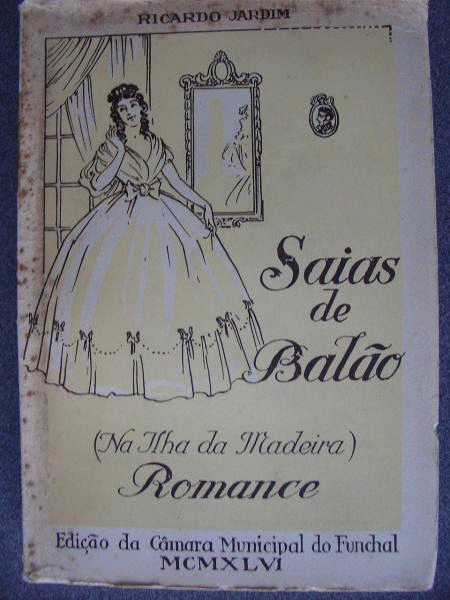 RICARDO JARDIM
Saias
de
Balão
(Na Ilha da Madeira)
Romance
Edição da Câmara Municipal do Funchal
MCMXLVI